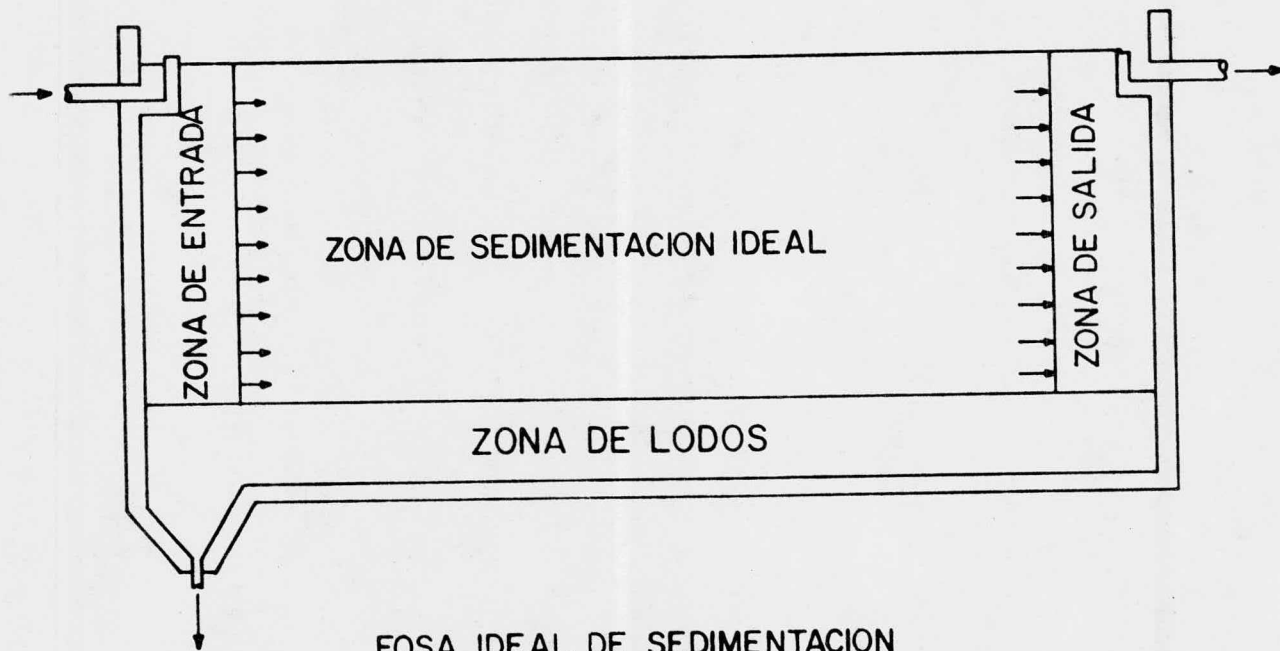 ZONA DE ENTRADA
ZONA DE SEDIMENTACION IDEAL
ZONA DE SALIDA
ZONA DE LODOS
FOSA IDEAL DE SEDIMENTACION